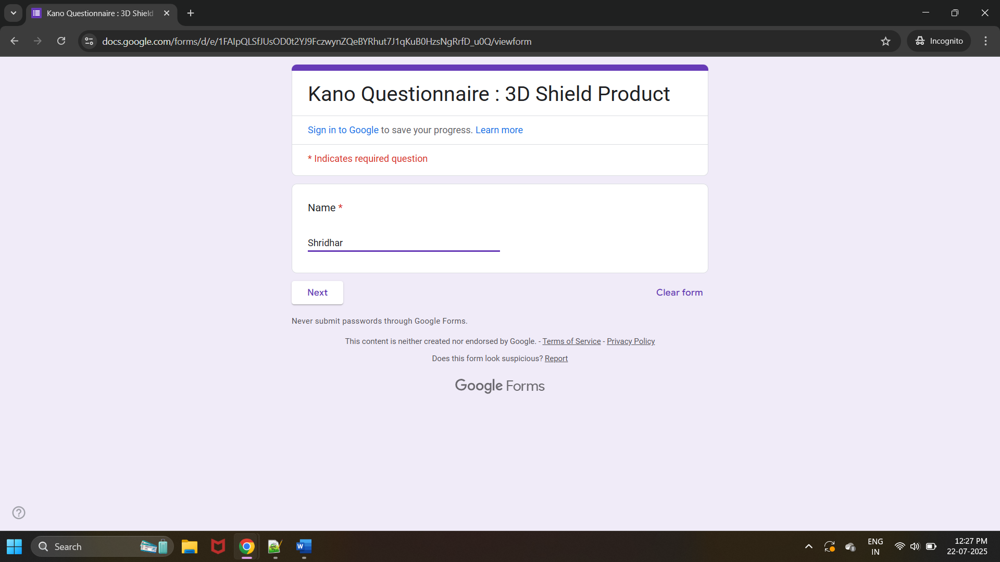 Kano Questionnaire : 3D Shield
docs.google.com/forms/d/e/1FAIpQLSfJUsOD0t2YJ9FczwynZQeBYRhut7J1qKuB0HzsNgRrfD_u0Q/viewform
Incognito
Kano Questionnaire : 3D Shield Product
Sign in to Google to save your progress. Learn more
* Indicates required question
Name *
Shridhar
Next
Clear form
Never submit passwords through Google Forms.
This content is neither created nor endorsed by Google. - Terms of Service - Privacy Policy
Does this form look suspicious? Report
Google Forms
Search
ENG
IN
12:27 PM
22-07-2025